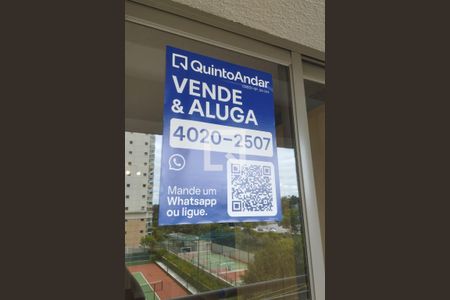 QuintoAndar
VENDE
& ALUGA
4020-2507
Mande um
Whatsapp
ou ligue.